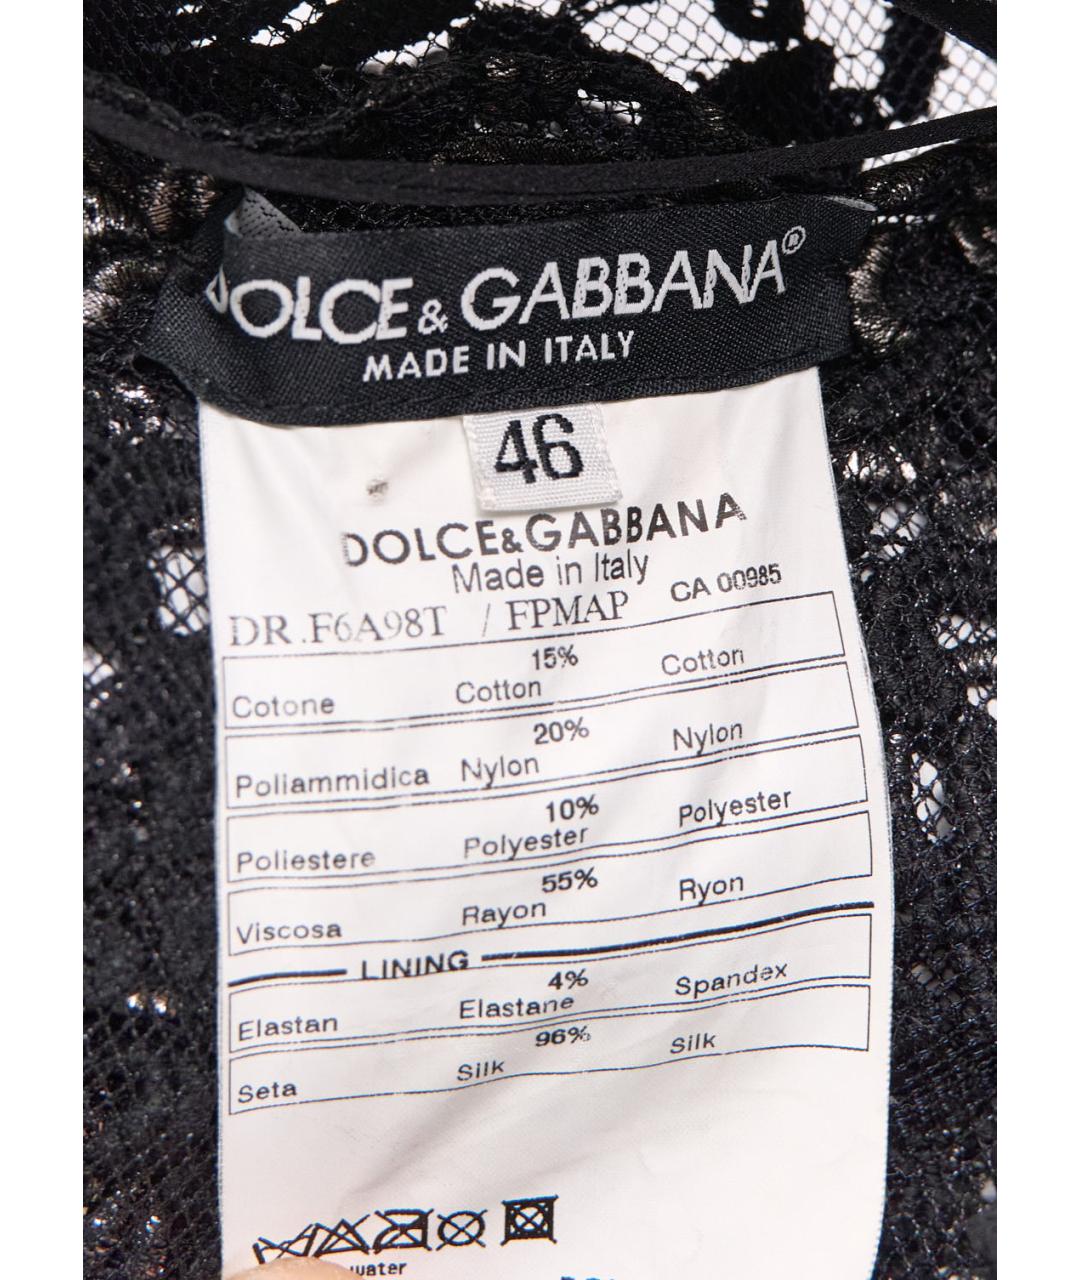 DOLCE & GABBANA®
MADE IN ITALY
46
DOLCE&GABBANA
Made in Italy
CA 00985
DR.F6A98T / FPMAP
15%
Cotone Cotton Cotton
20%
Poliammidica Nylon Nylon
10%
Poliestere Polyester Polyester
55%
Viscosa Rayon Ryon
LINING
4%
Elastan Elastane Spandex
96%
Seta Silk Silk
water